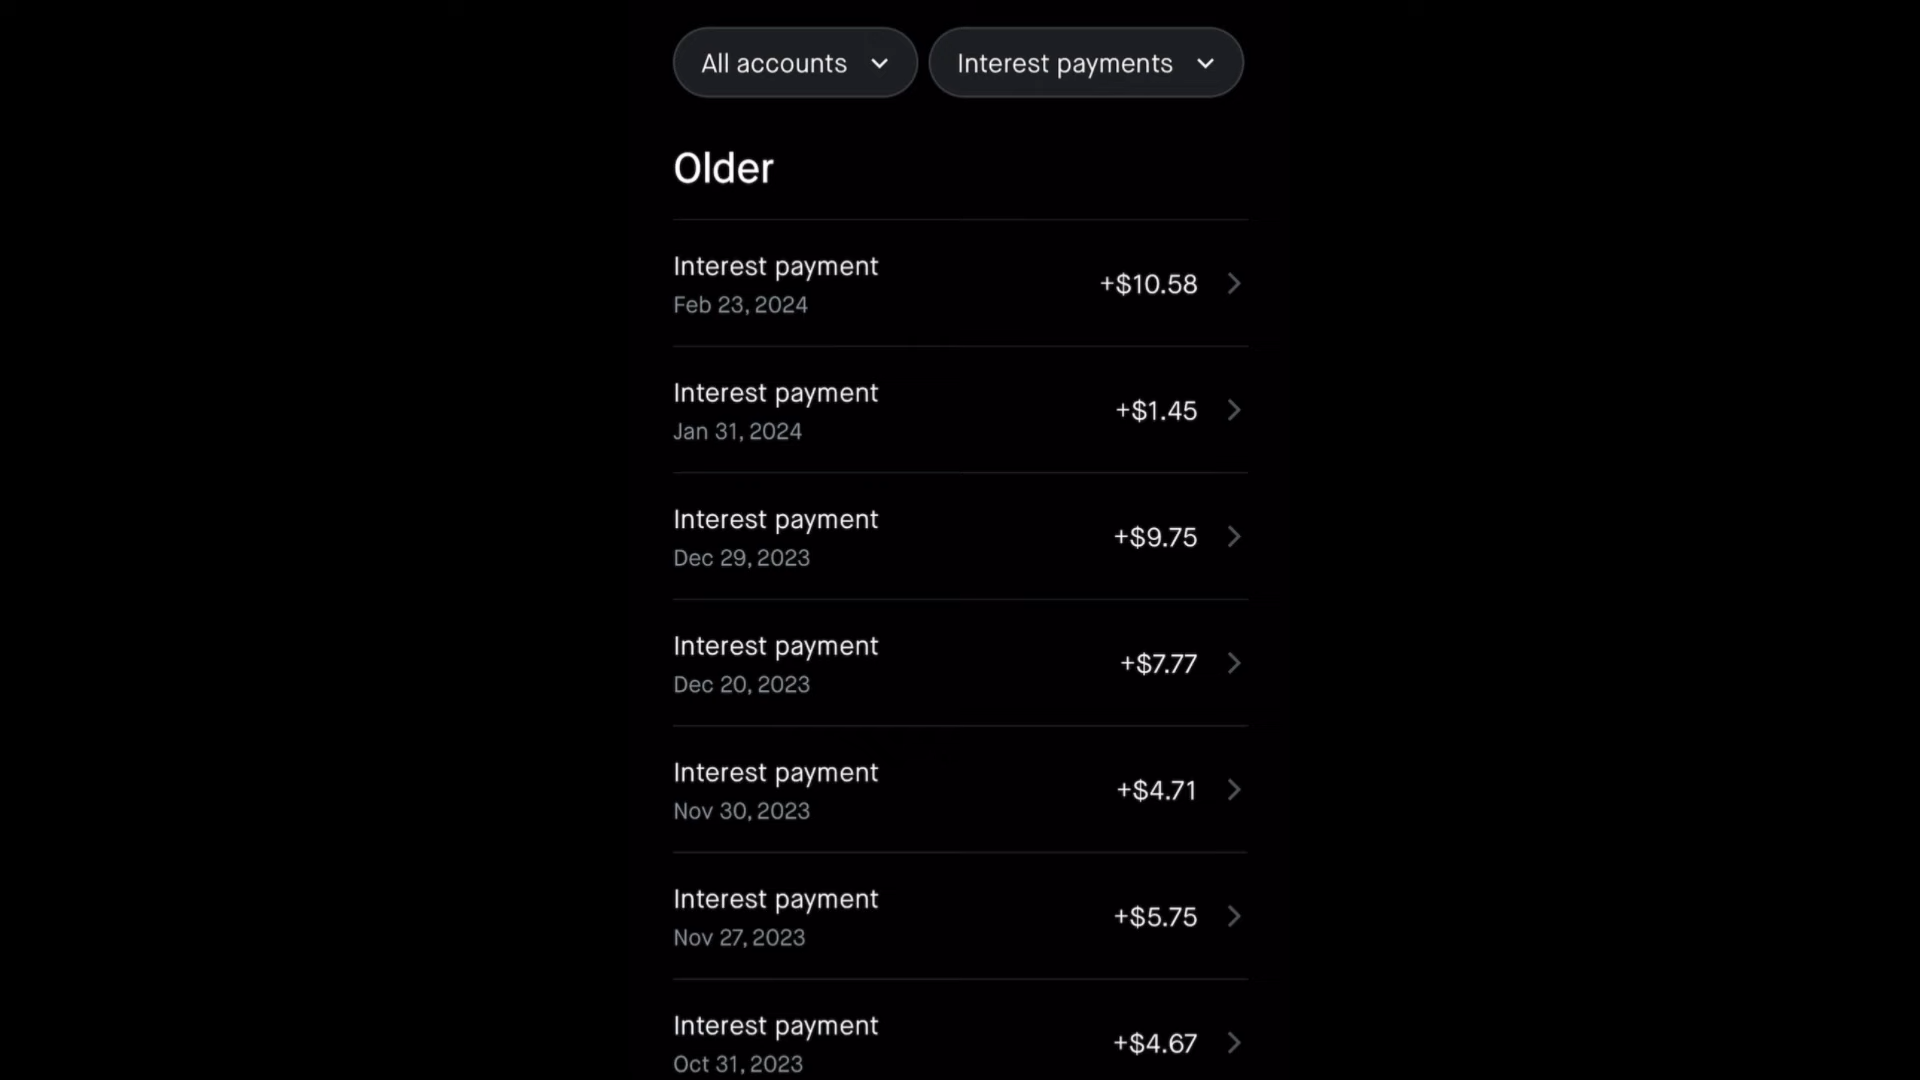 All accounts
Interest payments
Older
Interest payment
+$10.58
Feb 23, 2024
Interest payment
+$1.45
Jan 31, 2024
Interest payment
+$9.75
Dec 29, 2023
Interest payment
+$7.77
Dec 20, 2023
Interest payment
+$4.71
Nov 30, 2023
Interest payment
+$5.75
Nov 27, 2023
Interest payment
+$4.67
Oct 31, 2023